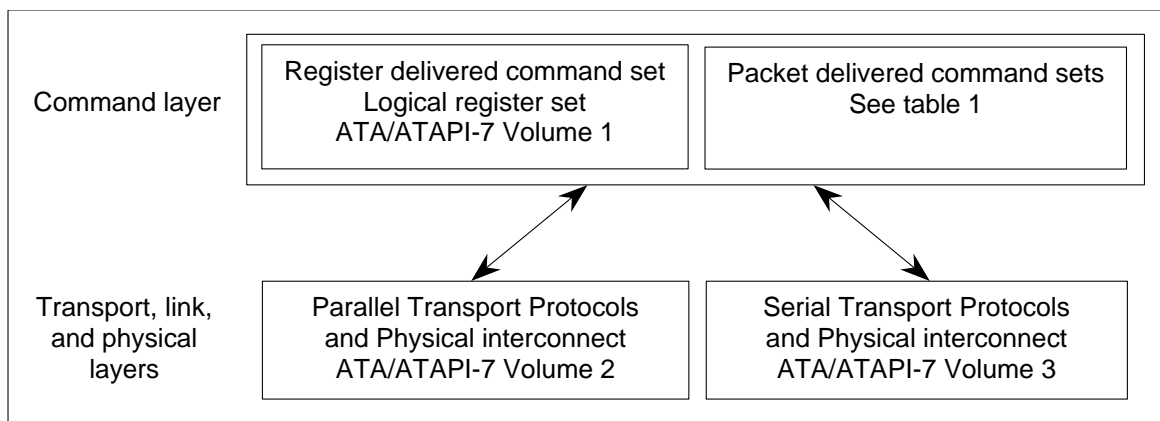 Command layer
Register delivered command set
Logical register set
ATA/ATAPI-7 Volume 1
Packet delivered command sets
See table 1
Transport, link,
and physical
layers
Parallel Transport Protocols
and Physical interconnect
ATA/ATAPI-7 Volume 2
Serial Transport Protocols
and Physical interconnect
ATA/ATAPI-7 Volume 3